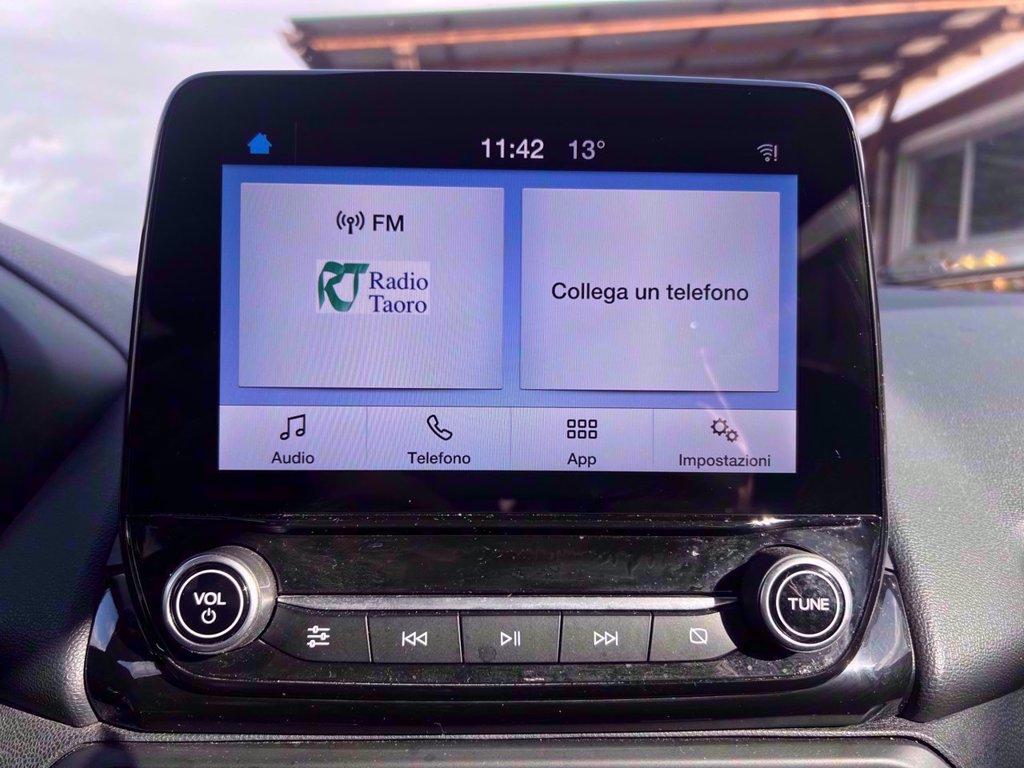 11:42 13°
FM
RT Radio
Taoro
Collega un telefono
Audio Telefono App Impostazioni
VOL TUNE